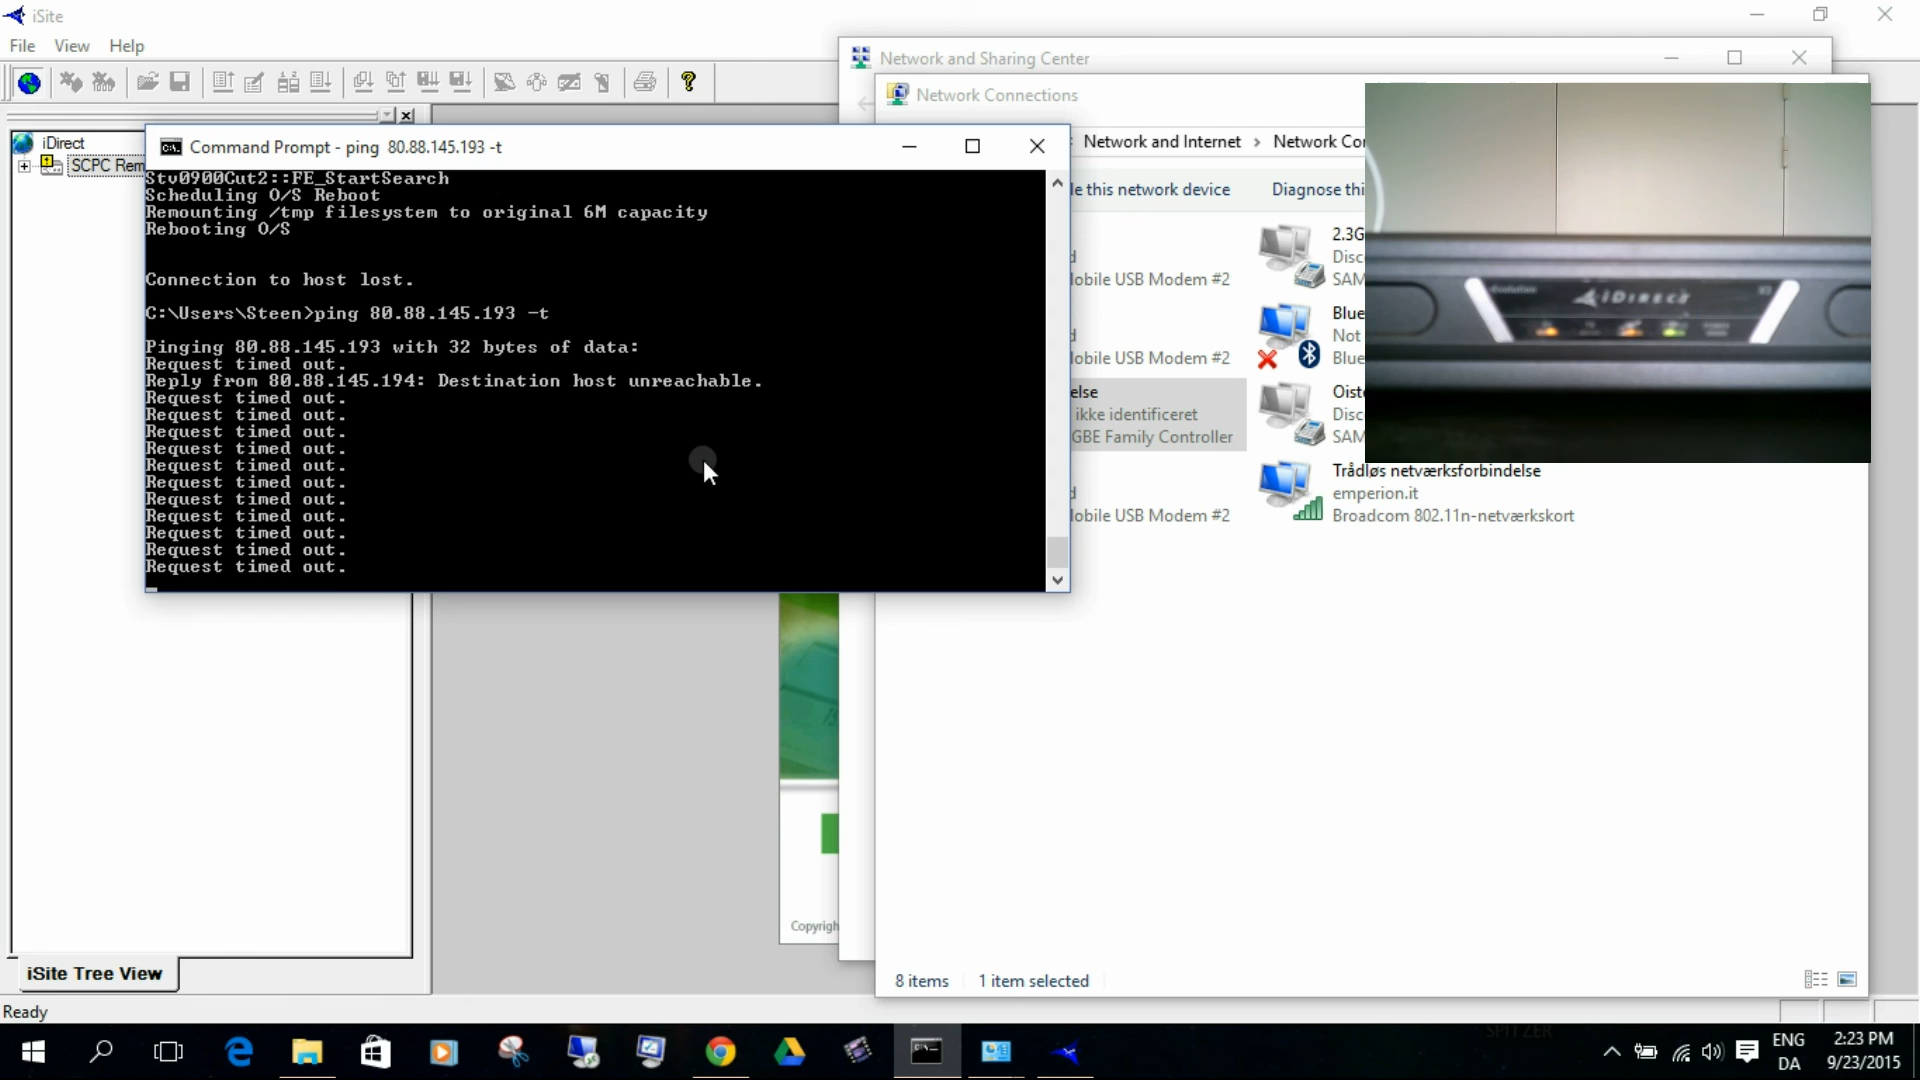 iSite
File View Help
Network and Sharing Center
Network Connections
iDirect
SCPC Rem
Network and Internet > Network Co
le this network device Diagnose thi
Command Prompt - ping 80.88.145.193 -t
Stv0900Cut2::FE_StartSearch
Scheduling O/S Reboot
Remounting /tmp filesystem to original 6M capacity
Rebooting O/S
Connection to host lost.
C:\Users\Steen>ping 80.88.145.193 -t
Pinging 80.88.145.193 with 32 bytes of data:
Request timed out.
Reply from 80.88.145.194: Destination host unreachable.
Request timed out.
Request timed out.
Request timed out.
Request timed out.
Request timed out.
Request timed out.
Request timed out.
Request timed out.
Request timed out.
Request timed out.
Request timed out.
d
lobile USB Modem #2
d
lobile USB Modem #2
else
ikke identificeret
GBE Family Controller
d
lobile USB Modem #2
2.3G
Disc
SAM
Blue
Not
Blue
Oist
Disc
SAM
Trådløs netværksforbindelse
emperion.it
Broadcom 802.11n-netværkskort
evolution iDIRECT X3
Copyrigh
iSite Tree View
8 items 1 item selected
Ready
SPITZER
ENG
DA
2:23 PM
9/23/2015